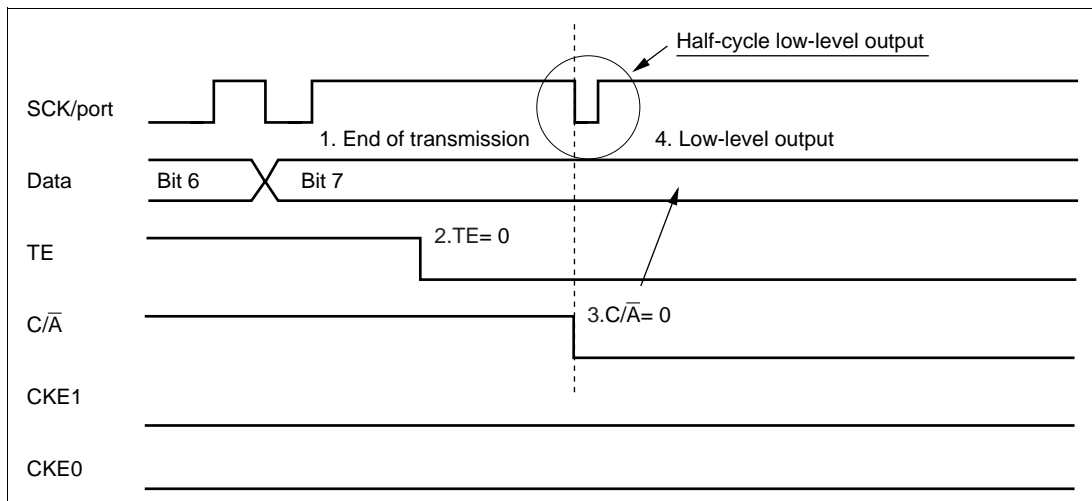 Half-cycle low-level output
SCK/port
1. End of transmission
4. Low-level output
Data
Bit 6
Bit 7
TE
2.TE= 0
C/A̅
3.C/A̅= 0
CKE1
CKE0